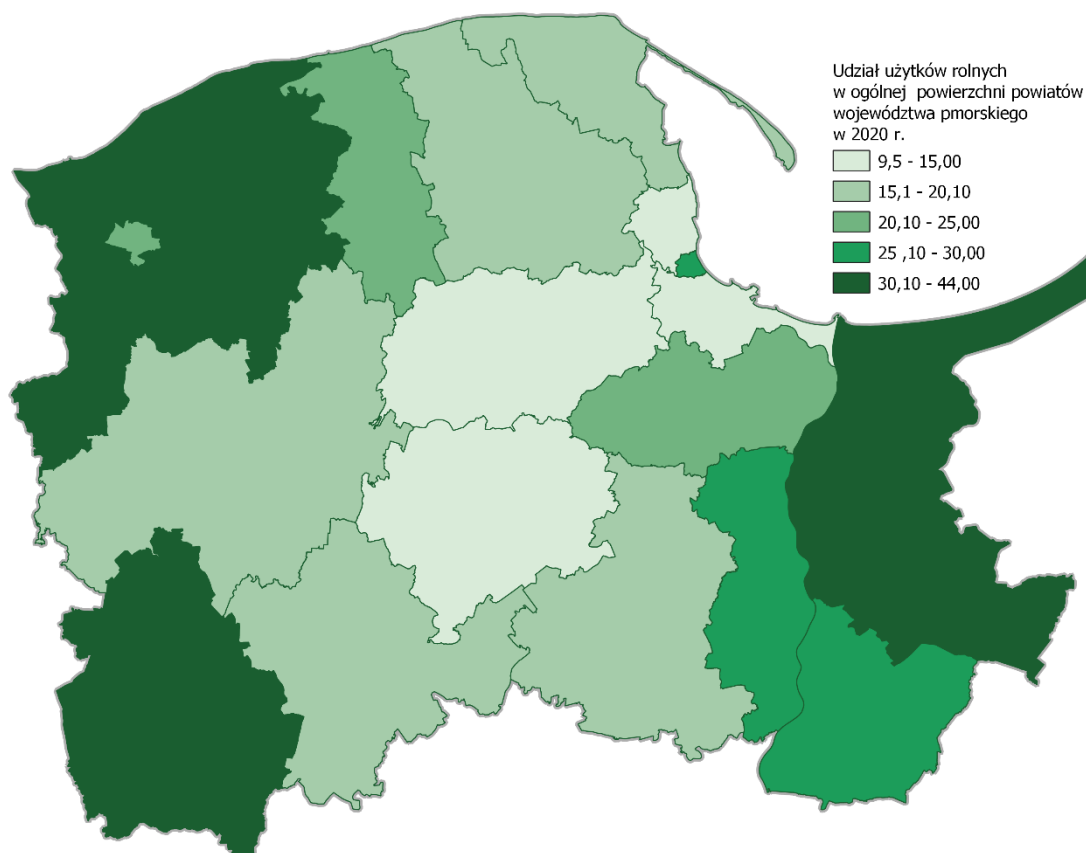 Udział użytków rolnych
w ogólnej powierzchni powiatów
województwa pmorskiego
w 2020 r.
9,5 - 15,00
15,1 - 20,10
20,10 - 25,00
25 ,10 - 30,00
30,10 - 44,00